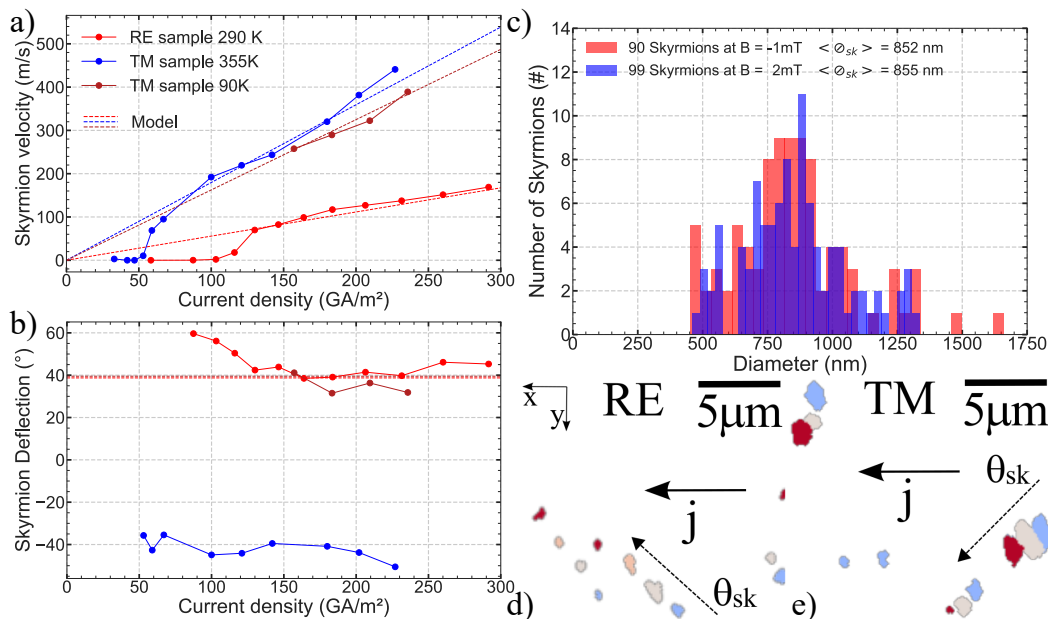 a)
Skyrmion velocity (m/s)
500
400
300
200
100
0
RE sample 290 K
TM sample 355K
TM sample 90K
Model
0 50 100 150 200 250 300
Current density (GA/m²)
b)
Skyrmion Deflection (°)
60
40
20
0
−20
−40
0 50 100 150 200 250 300
Current density (GA/m²)
c)
Number of Skyrmions (#)
14
12
10
8
6
4
2
0
90 Skyrmions at B = -1mT < ∅sk > = 852 nm
99 Skyrmions at B = 2mT < ∅sk > = 855 nm
0 250 500 750 1000 1250 1500 1750
Diameter (nm)
x
y
RE
5μm
j
θsk
d)
TM
5μm
j
θsk
e)